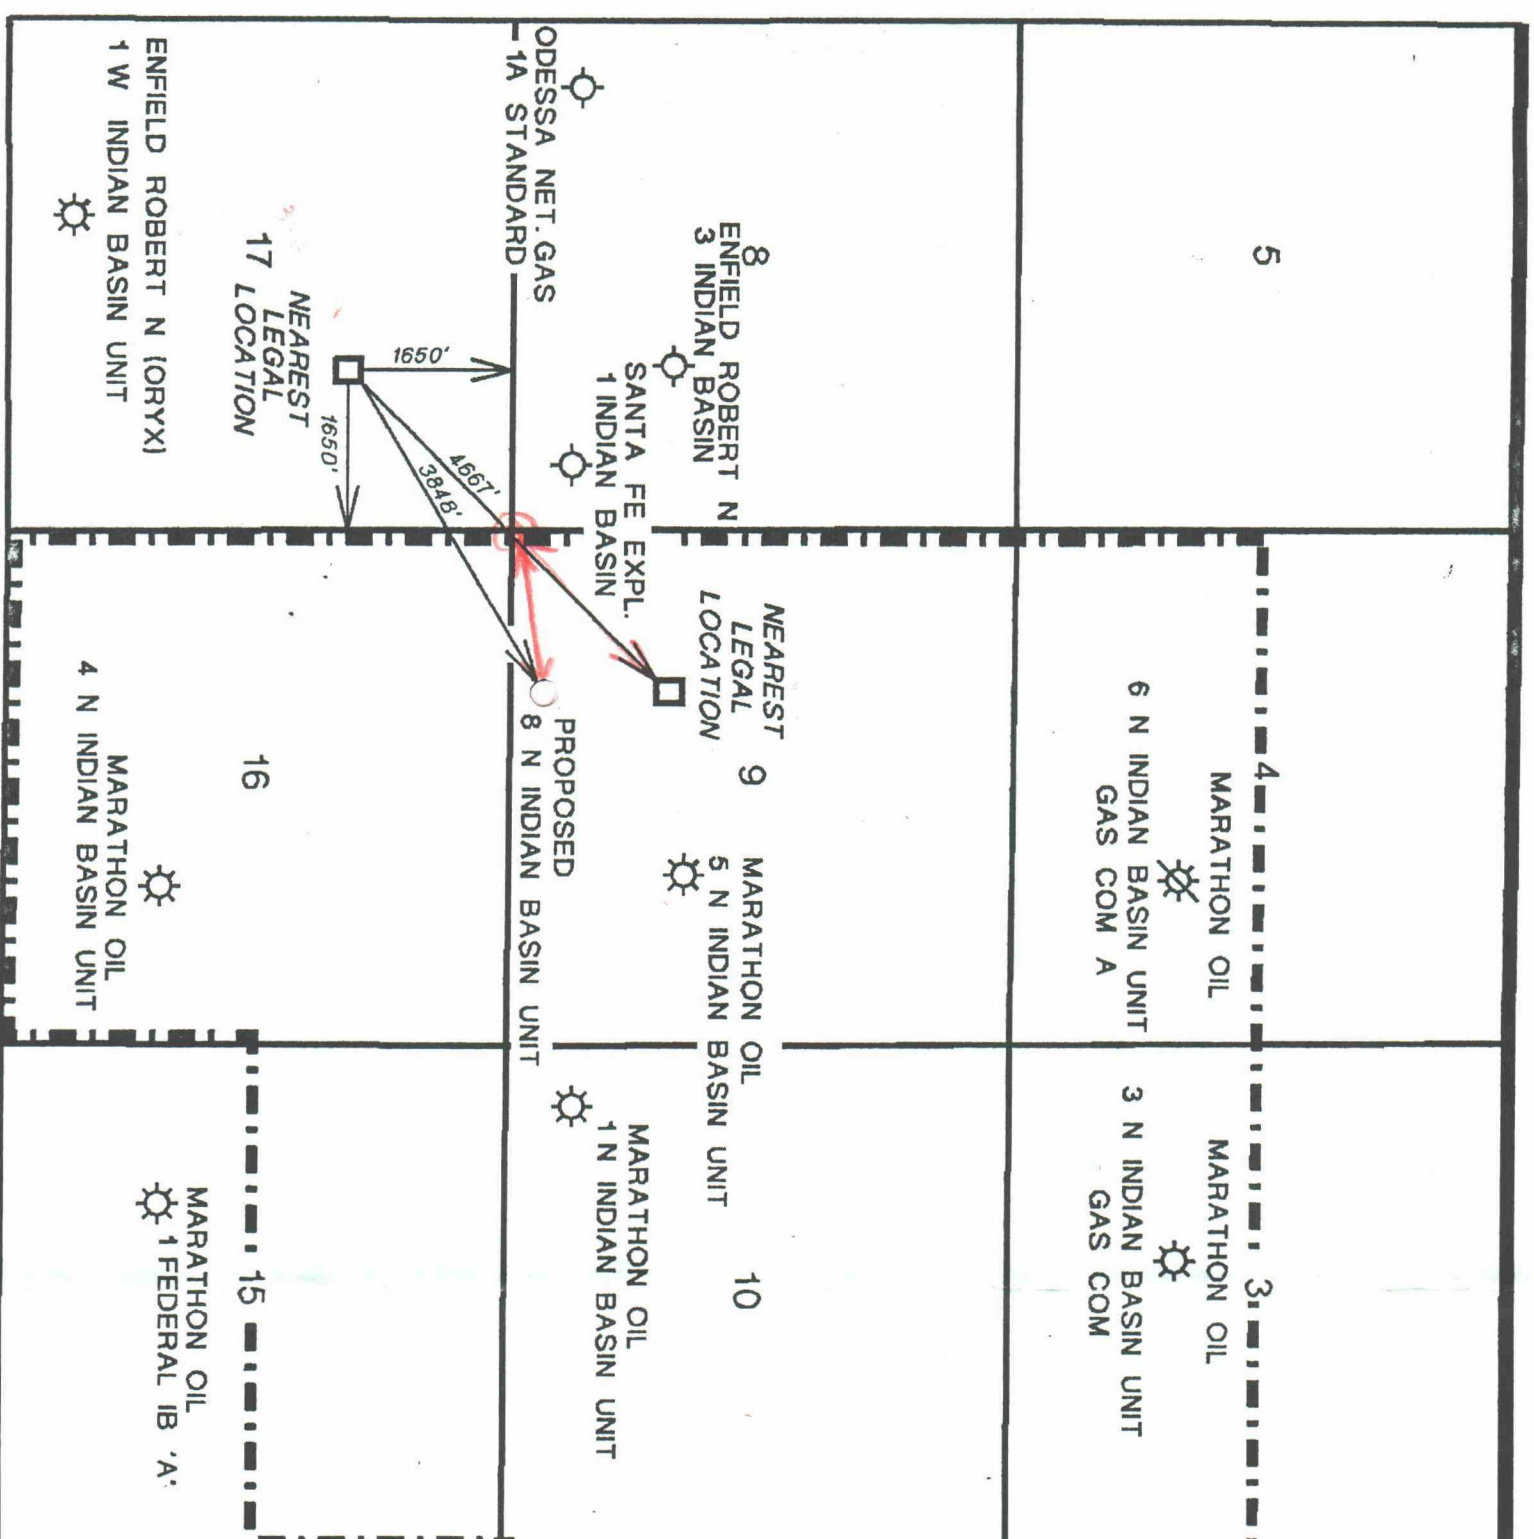 5
4
MARATHON OIL
6 N INDIAN BASIN UNIT
GAS COM A
3
MARATHON OIL
3 N INDIAN BASIN UNIT
GAS COM
8
ENFIELD ROBERT N
3 INDIAN BASIN
SANTA FE EXPL.
1 INDIAN BASIN
ODESSA NET. GAS
1A STANDARD
NEAREST
LEGAL
LOCATION
9
MARATHON OIL
5 N INDIAN BASIN UNIT
PROPOSED
8 N INDIAN BASIN UNIT
10
MARATHON OIL
1 N INDIAN BASIN UNIT
NEAREST
LEGAL
LOCATION
17
1650'
1650'
4667'
3848'
ENFIELD ROBERT N (ORYX)
1 W INDIAN BASIN UNIT
16
MARATHON OIL
4 N INDIAN BASIN UNIT
15
MARATHON OIL
1 FEDERAL IB 'A'